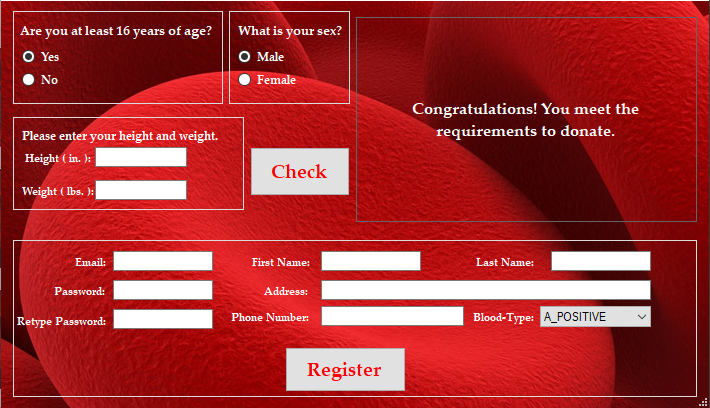 Are you at least 16 years of age?
Yes
No
What is your sex?
Male
Female
Congratulations! You meet the
requirements to donate.
Please enter your height and weight.
Height ( in. ):
Weight ( lbs. ):
Check
Email:
First Name:
Last Name:
Password:
Address:
Retype Password:
Phone Number:
Blood-Type:
A_POSITIVE
Register